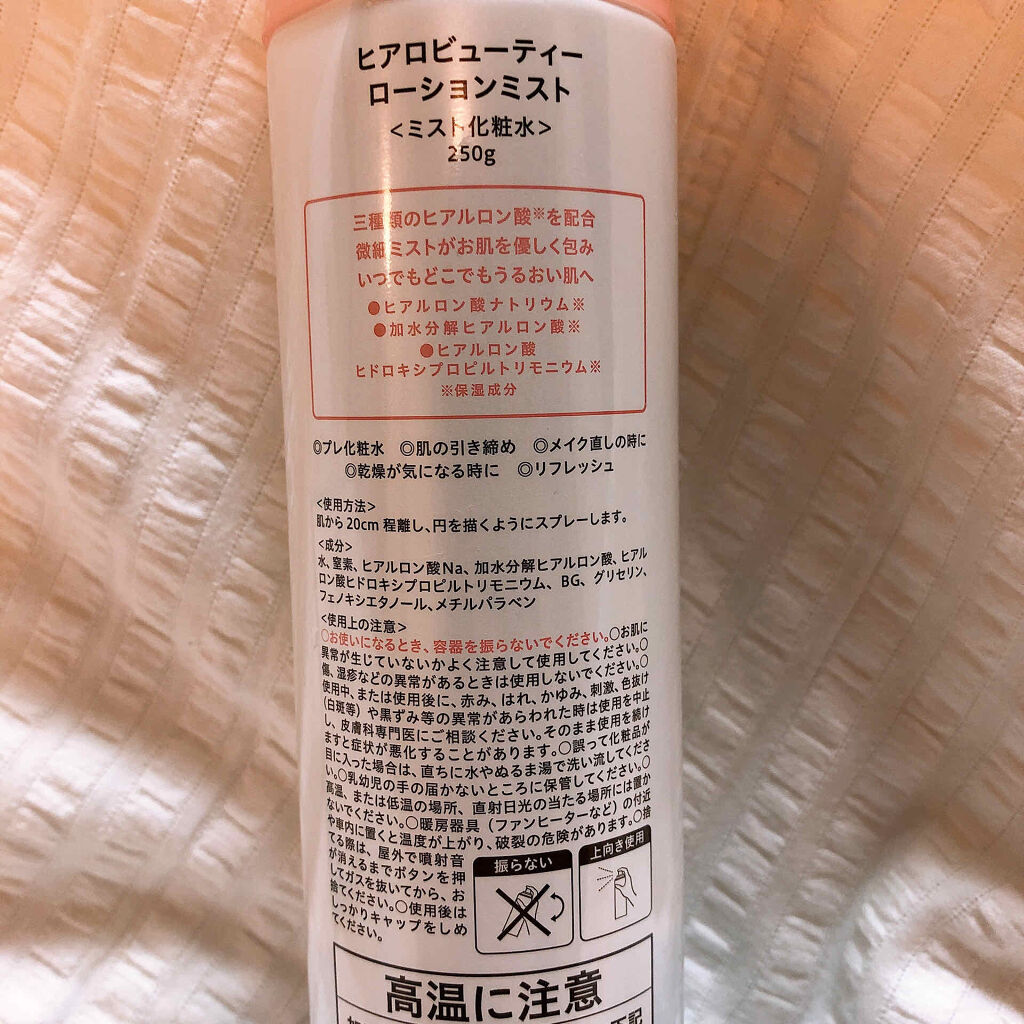 ヒアロビューティー
ローションミスト
<ミスト化粧水>
250g
三種類のヒアルロン酸※を配合
微細ミストがお肌を優しく包み
いつでもどこでもうるおい肌へ
●ヒアルロン酸ナトリウム※
●加水分解ヒアルロン酸※
●ヒアルロン酸
ヒドロキシプロピルトリモニウム※
※保湿成分
◎プレ化粧水 ◎肌の引き締め ◎メイク直しの時に
◎乾燥が気になる時に ◎リフレッシュ
<使用方法>
肌から20cm程離し、円を描くようにスプレーします。
<成分>
水、窒素、ヒアルロン酸Na、加水分解ヒアルロン酸、ヒアル
ロン酸ヒドロキシプロピルトリモニウム、BG、グリセリン、
フェノキシエタノール、メチルパラベン
<使用上の注意>
○お使いになるとき、容器を振らないでください。○お肌に
異常が生じていないかよく注意して使用してください。○
傷、湿疹などの異常があるときは使用しないでください。○
使用中、または使用後に、赤み、はれ、かゆみ、刺激、色抜け
(白斑等)や黒ずみ等の異常があらわれた時は使用を中止
し、皮膚科専門医にご相談ください。そのまま使用を続け
ますと症状が悪化することがあります。○誤って化粧品が
目に入った場合は、直ちに水やぬるま湯で洗い流してくださ
い。○乳幼児の手の届かないところに保管してください。○
高温、または低温の場所、直射日光の当たる場所には置か
ないでください。○暖房器具(ファンヒーターなど)の付近
や車内に置くと温度が上がり、破裂の危険があります。○捨
てる際は、屋外で噴射音
が消えるまでボタンを押
してガスを抜いてから、お
捨てください。○使用後は
しっかりキャップをしめ
てください。
振らない
上向き使用
高温に注意
下記